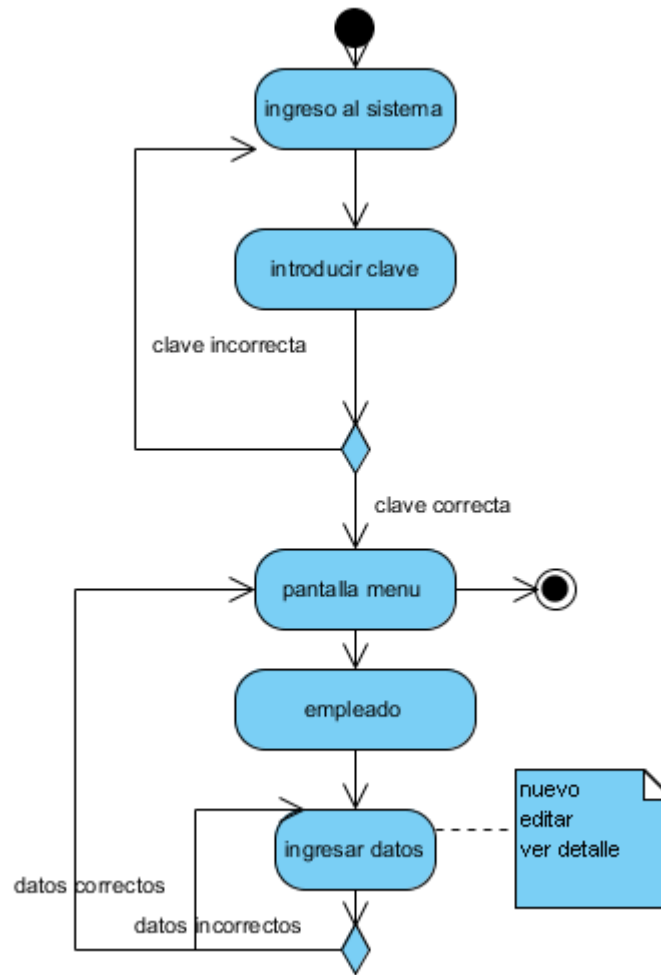 ingreso al sistema
introducir clave
clave incorrecta
clave correcta
pantalla menu
empleado
nuevo
editar
ver detalle
ingresar datos
datos correctos
datos incorrectos